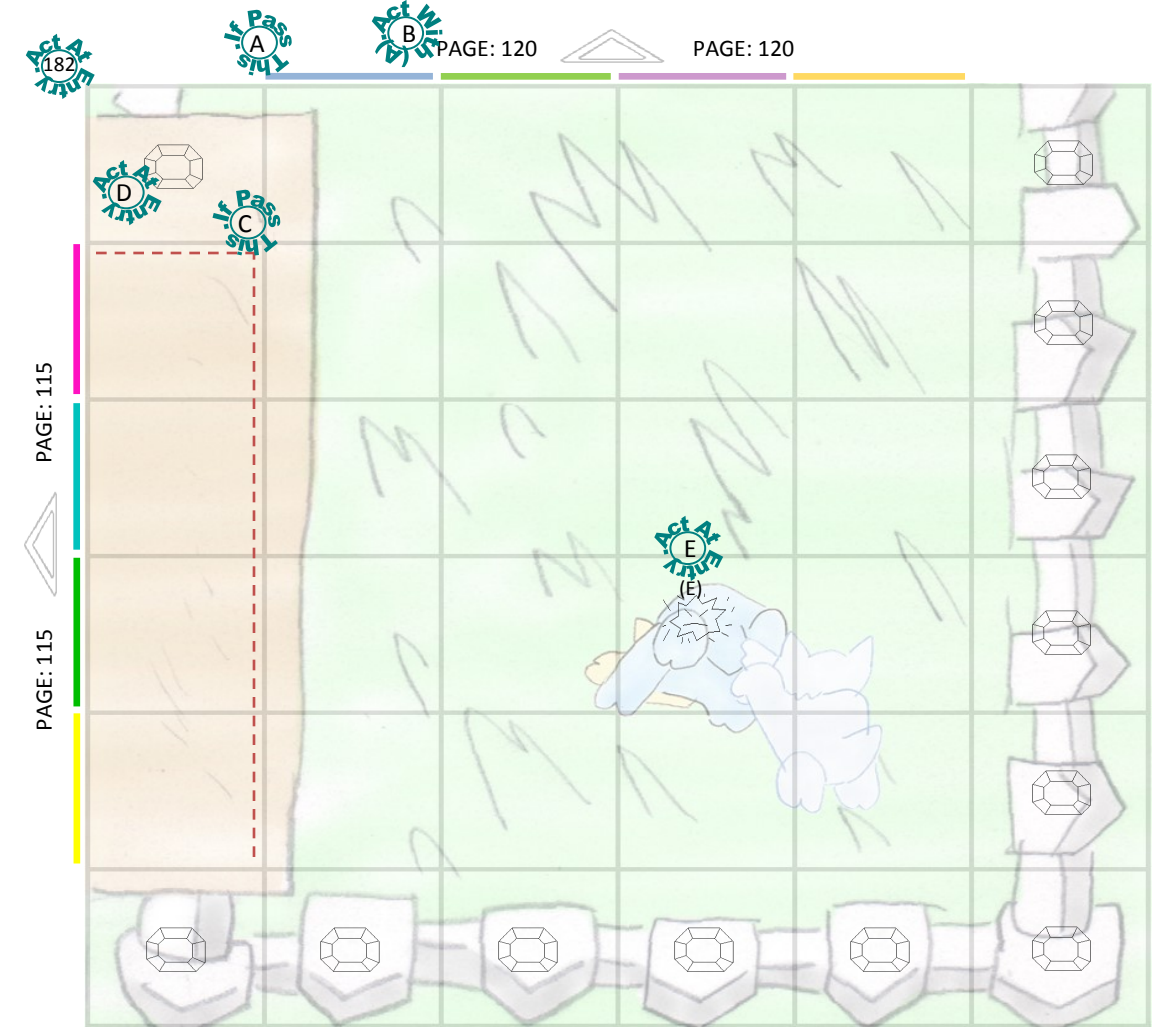 Act At Entry.
182
If Pass This.
A
Act With (A)
B
PAGE: 120
PAGE: 120
Act At Entry.
D
If Pass This.
C
PAGE: 115
PAGE: 115
Act At Entry.
E
(E)